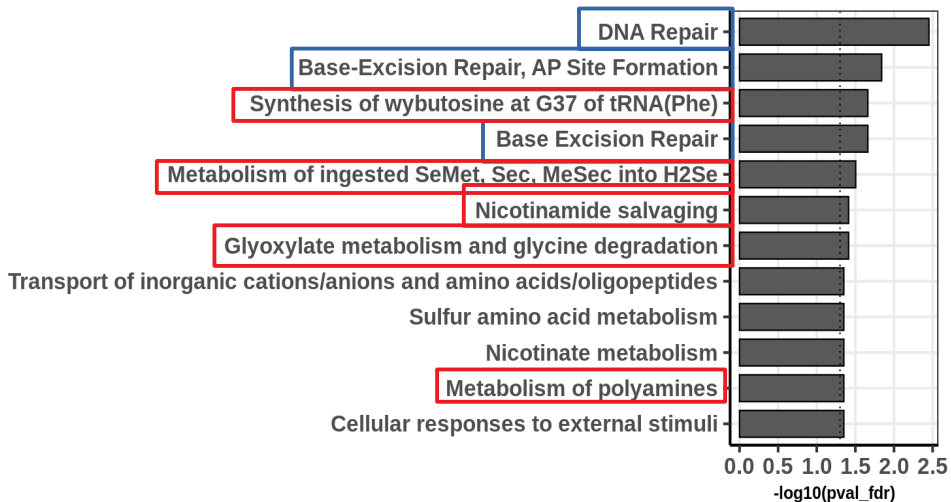 DNA Repair
Base-Excision Repair, AP Site Formation
Synthesis of wybutosine at G37 of tRNA(Phe)
Base Excision Repair
Metabolism of ingested SeMet, Sec, MeSec into H2Se
Nicotinamide salvaging
Glyoxylate metabolism and glycine degradation
Transport of inorganic cations/anions and amino acids/oligopeptides
Sulfur amino acid metabolism
Nicotinate metabolism
Metabolism of polyamines
Cellular responses to external stimuli
0.0 0.5 1.0 1.5 2.0 2.5
-log10(pval_fdr)